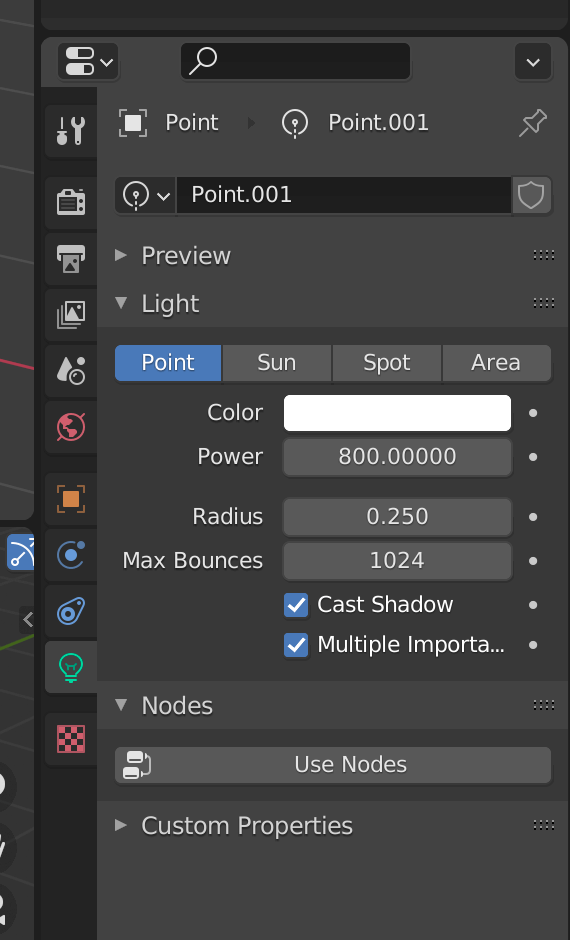 Point Point.001
Point.001
Preview
Light
Point Sun Spot Area
Color
Power 800.00000
Radius 0.250
Max Bounces 1024
Cast Shadow
Multiple Importa...
Nodes
Use Nodes
Custom Properties